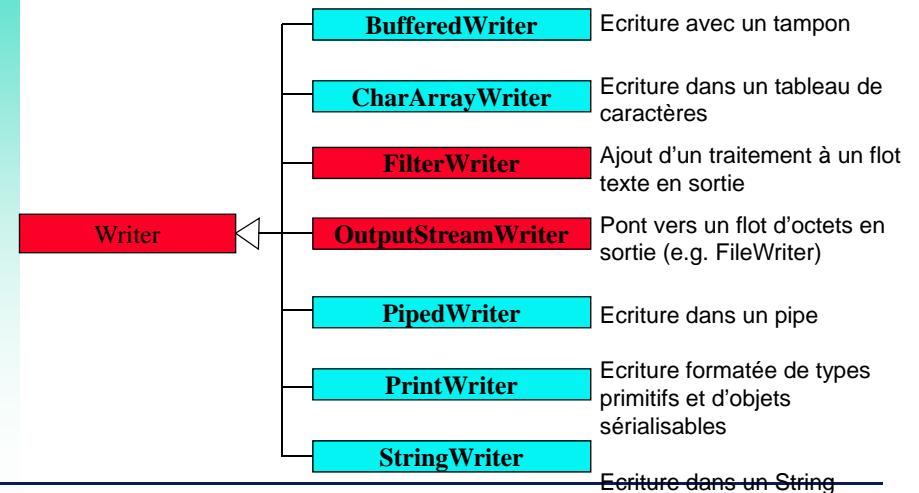 BufferedWriter
Ecriture avec un tampon
CharArrayWriter
Ecriture dans un tableau de
caractères
FilterWriter
Ajout d'un traitement à un flot
texte en sortie
Writer
OutputStreamWriter
Pont vers un flot d'octets en
sortie (e.g. FileWriter)
PipedWriter
Ecriture dans un pipe
PrintWriter
Ecriture formatée de types
primitifs et d'objets
sérialisables
StringWriter
Ecriture dans un String